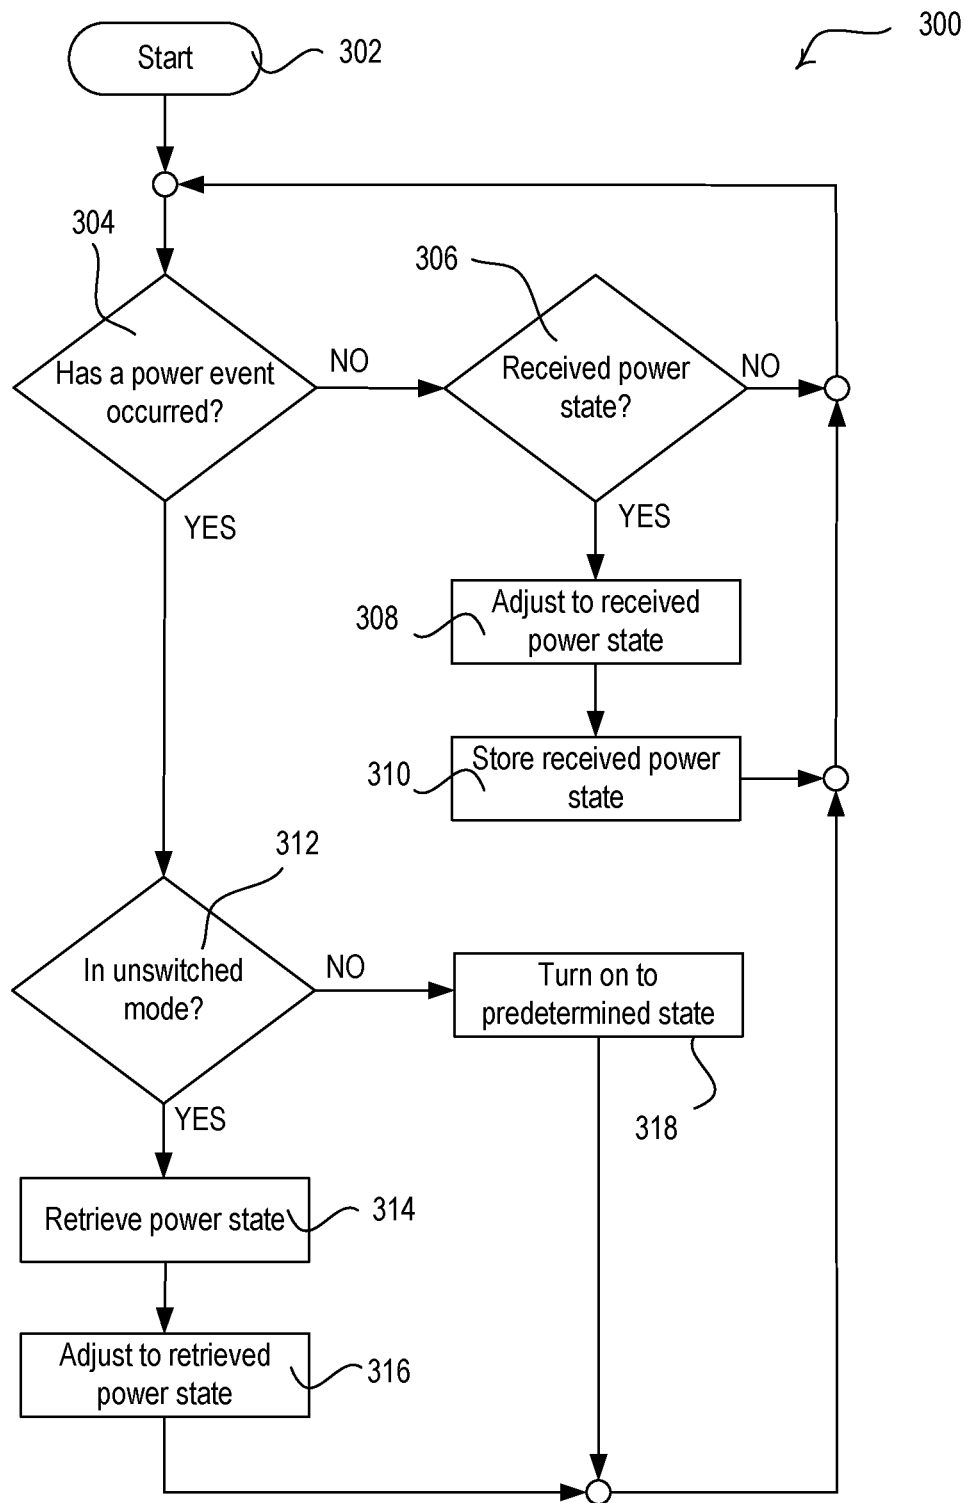 300
Start
302
304
Has a power event
occurred?
NO
YES
306
Received power
state?
NO
YES
308
Adjust to received
power state
310
Store received power
state
312
In unswitched
mode?
NO
YES
Turn on to
predetermined state
318
Retrieve power state
314
Adjust to retrieved
power state
316